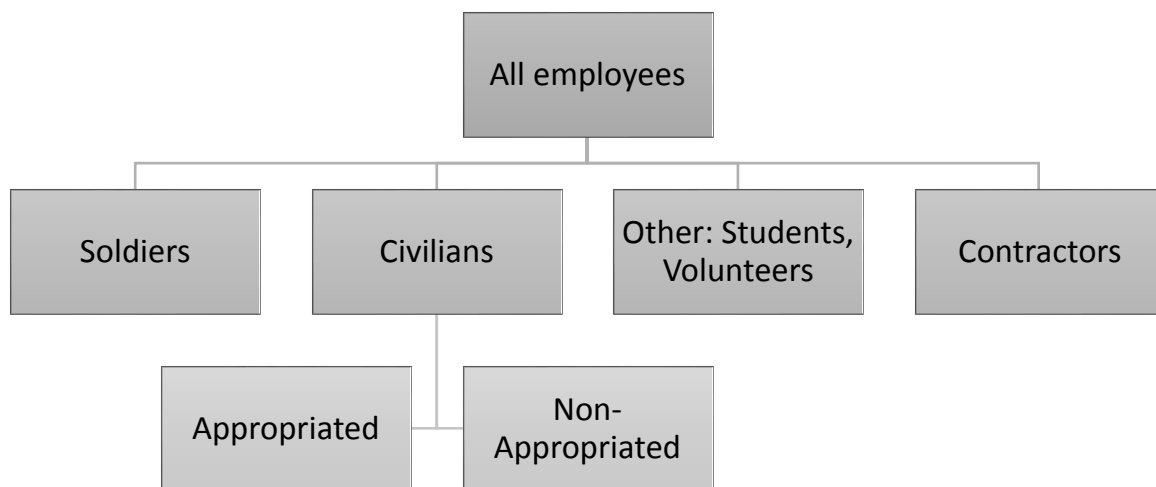 All employees
Soldiers
Civilians
Other: Students,
Volunteers
Contractors
Appropriated
Non-
Appropriated